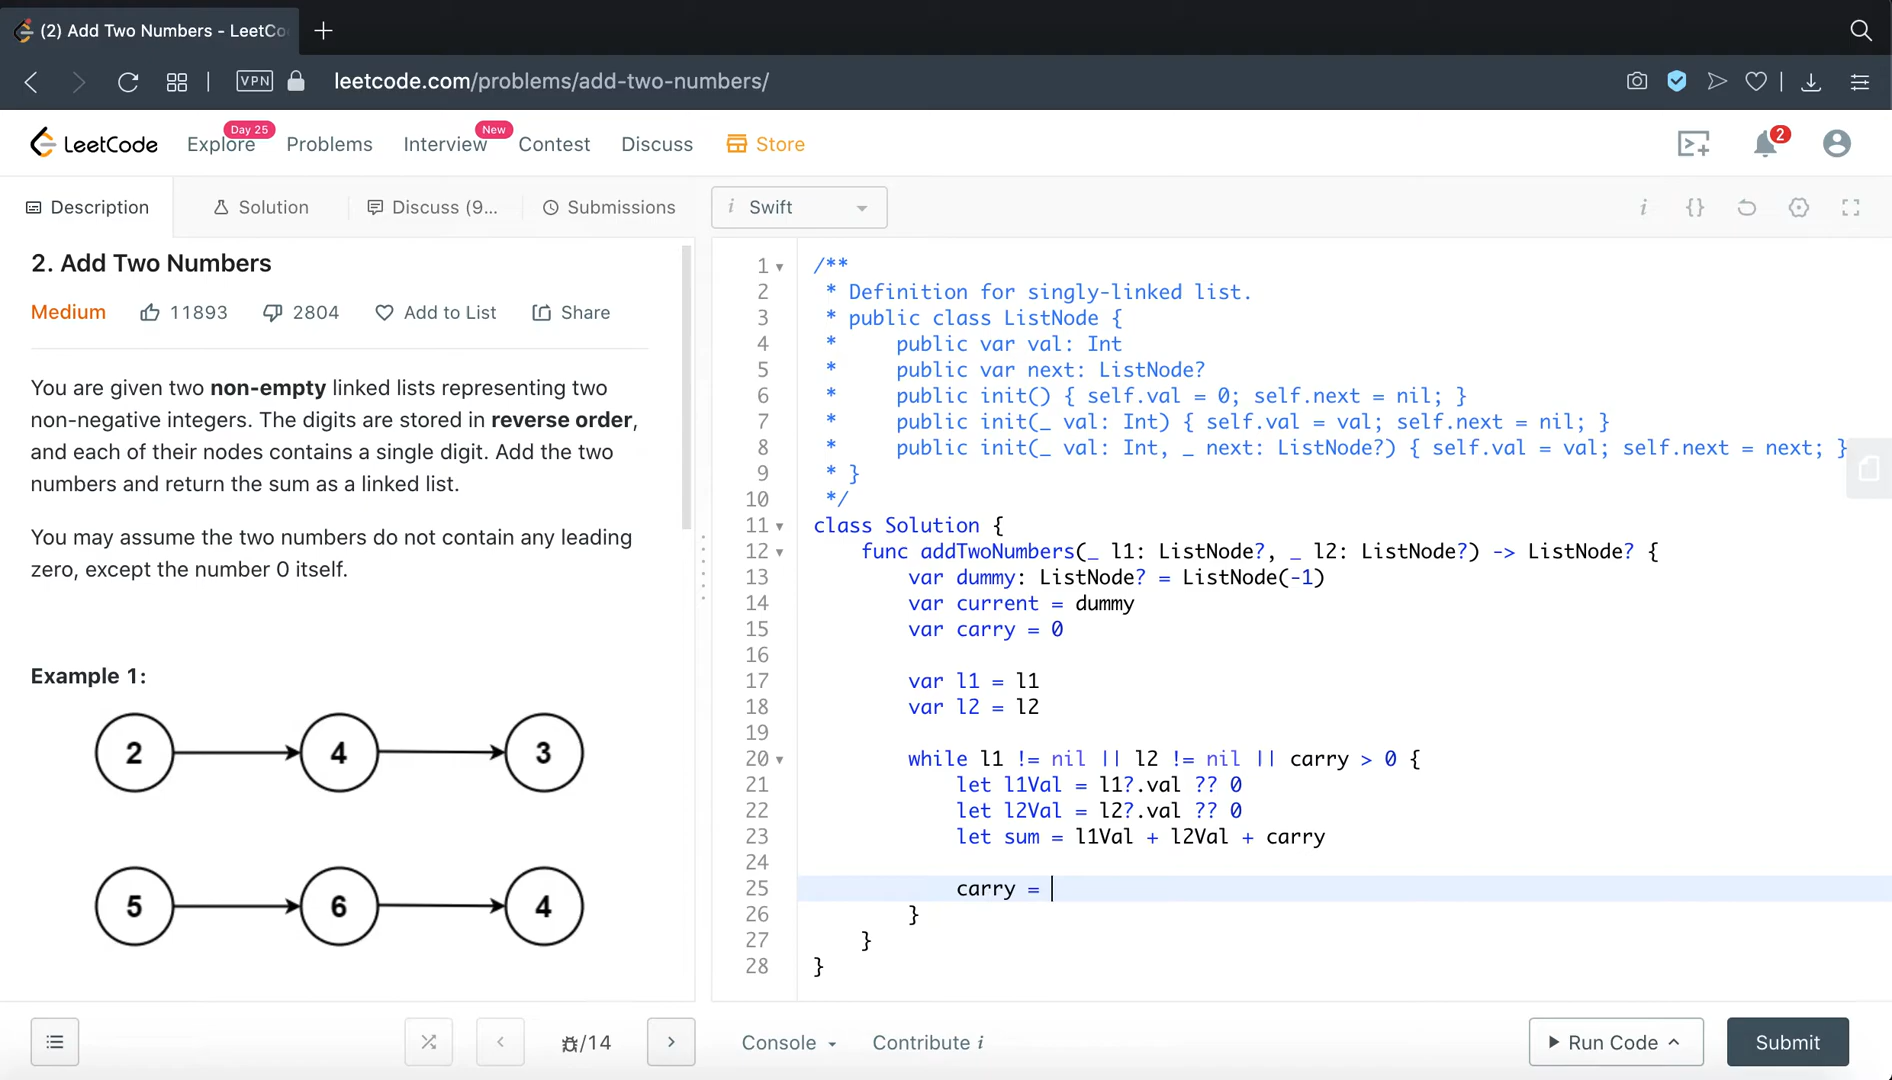 (2) Add Two Numbers - LeetCo
VPN
leetcode.com/problems/add-two-numbers/
LeetCode
Explore
Day 25
Problems
Interview
New
Contest
Discuss
Store
2
Description
Solution
Discuss (9...
Submissions
i Swift
i
{}
2. Add Two Numbers
Medium
11893
2804
Add to List
Share
You are given two non-empty linked lists representing two
non-negative integers. The digits are stored in reverse order,
and each of their nodes contains a single digit. Add the two
numbers and return the sum as a linked list.
You may assume the two numbers do not contain any leading
zero, except the number 0 itself.
Example 1:
2 4 3
5 6 4
1 /**
2  * Definition for singly-linked list.
3  * public class ListNode {
4  *     public var val: Int
5  *     public var next: ListNode?
6  *     public init() { self.val = 0; self.next = nil; }
7  *     public init(_ val: Int) { self.val = val; self.next = nil; }
8  *     public init(_ val: Int, _ next: ListNode?) { self.val = val; self.next = next; }
9  * }
10  */
11 class Solution {
12     func addTwoNumbers(_ l1: ListNode?, _ l2: ListNode?) -> ListNode? {
13         var dummy: ListNode? = ListNode(-1)
14         var current = dummy
15         var carry = 0
16
17         var l1 = l1
18         var l2 = l2
19
20         while l1 != nil || l2 != nil || carry > 0 {
21             let l1Val = l1?.val ?? 0
22             let l2Val = l2?.val ?? 0
23             let sum = l1Val + l2Val + carry
24
25             carry =
26         }
27     }
28 }
/14
Console
Contribute i
Run Code
Submit